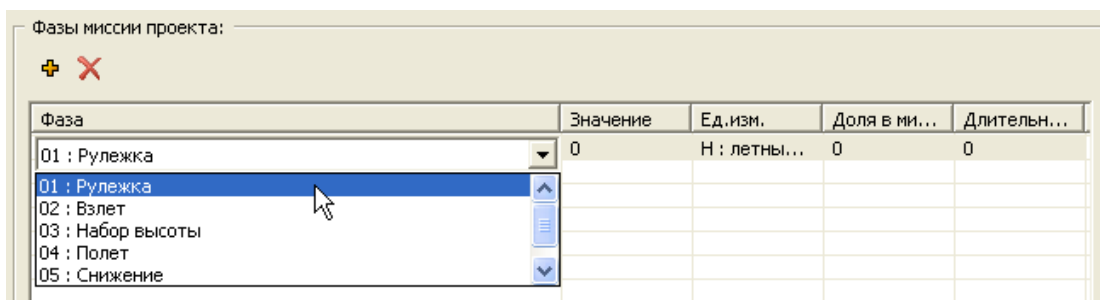 Фазы миссии проекта:
Фаза Значение Ед.изм. Доля в ми... Длительн...
01 : Рулежка 0 Н : летны... 0 0
01 : Рулежка
02 : Взлет
03 : Набор высоты
04 : Полет
05 : Снижение